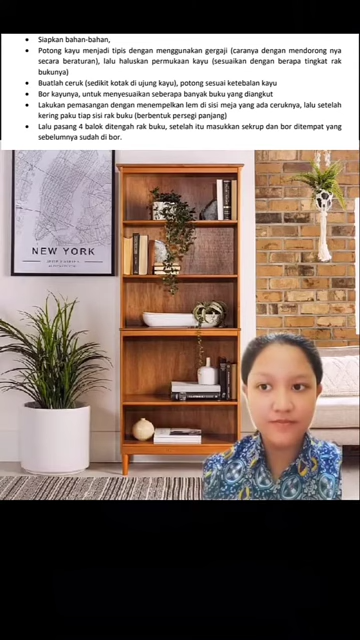 Siapkan bahan-bahan,
Potong kayu menjadi tipis dengan menggunakan gergaji (caranya dengan mendorong nya
secara beraturan), lalu haluskan permukaan kayu (sesuaikan dengan berapa tingkat rak
bukunya)
Buatlah ceruk (sedikit kotak di ujung kayu), potong sesuai ketebalan kayu
Bor kayunya, untuk menyesuaikan seberapa banyak buku yang diangkut
Lakukan pemasangan dengan menempelkan lem di sisi meja yang ada ceruknya, lalu setelah
kering paku tiap sisi rak buku (berbentuk persegi panjang)
Lalu pasang 4 balok ditengah rak buku, setelah itu masukkan sekrup dan bor ditempat yang
sebelumnya sudah di bor.
NEW YORK